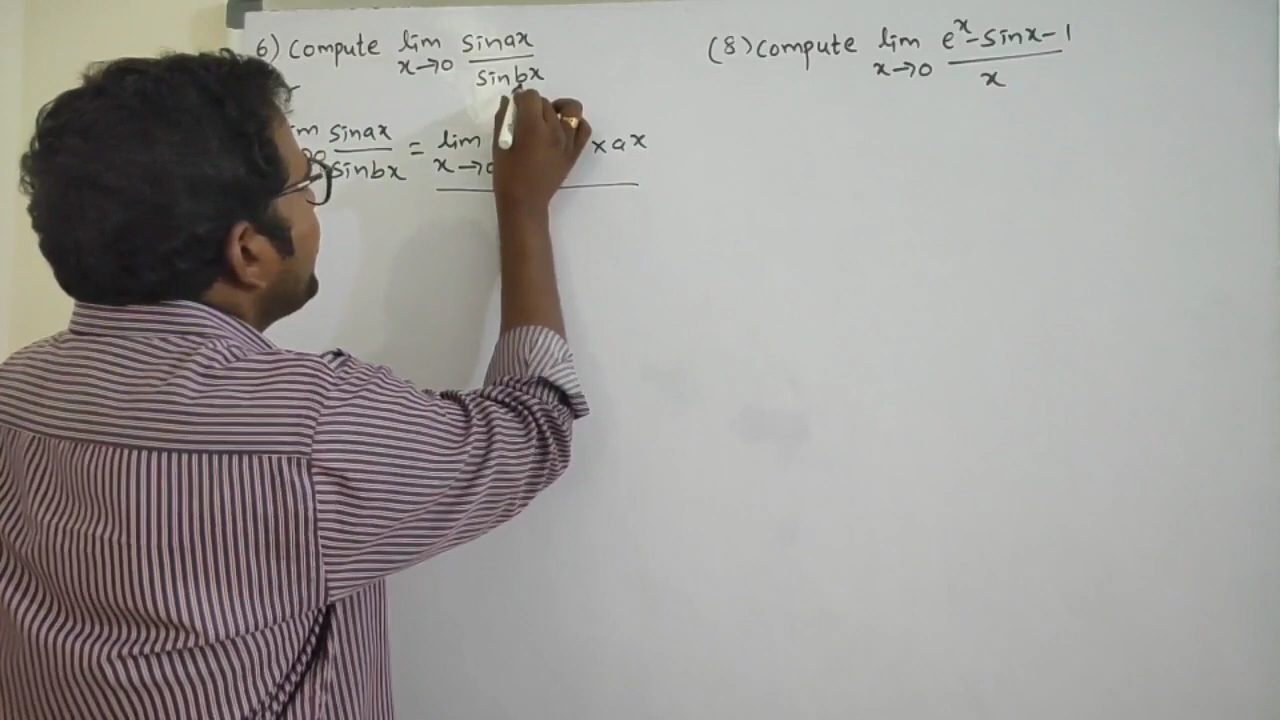 6) Compute lim sinax
x→0 sinbx
sinax = lim xax
sinbx x→0
(8) compute lim e^x-sinx-1
x→0 x